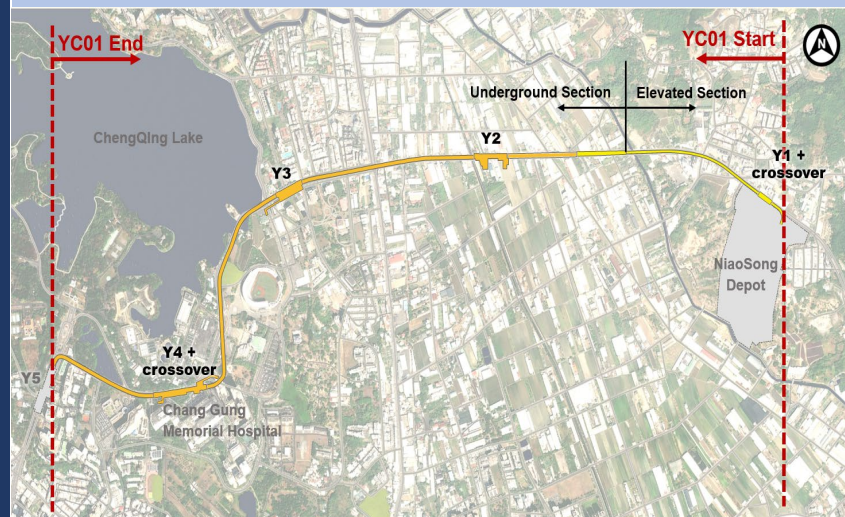 YC01 End
YC01 Start
N
Underground Section
Elevated Section
ChengQing Lake
Y2
Y3
Y1 +
crossover
NiaoSong
Depot
Y4 +
crossover
Y5
Chang Gung
Memorial Hospital